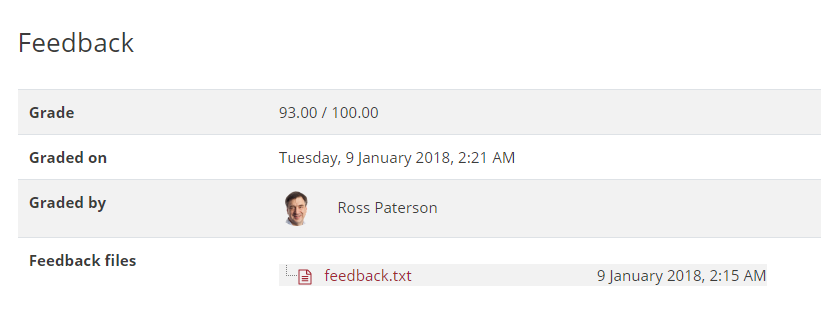 Feedback
Grade 93.00 / 100.00
Graded on Tuesday, 9 January 2018, 2:21 AM
Graded by Ross Paterson
Feedback files feedback.txt 9 January 2018, 2:15 AM